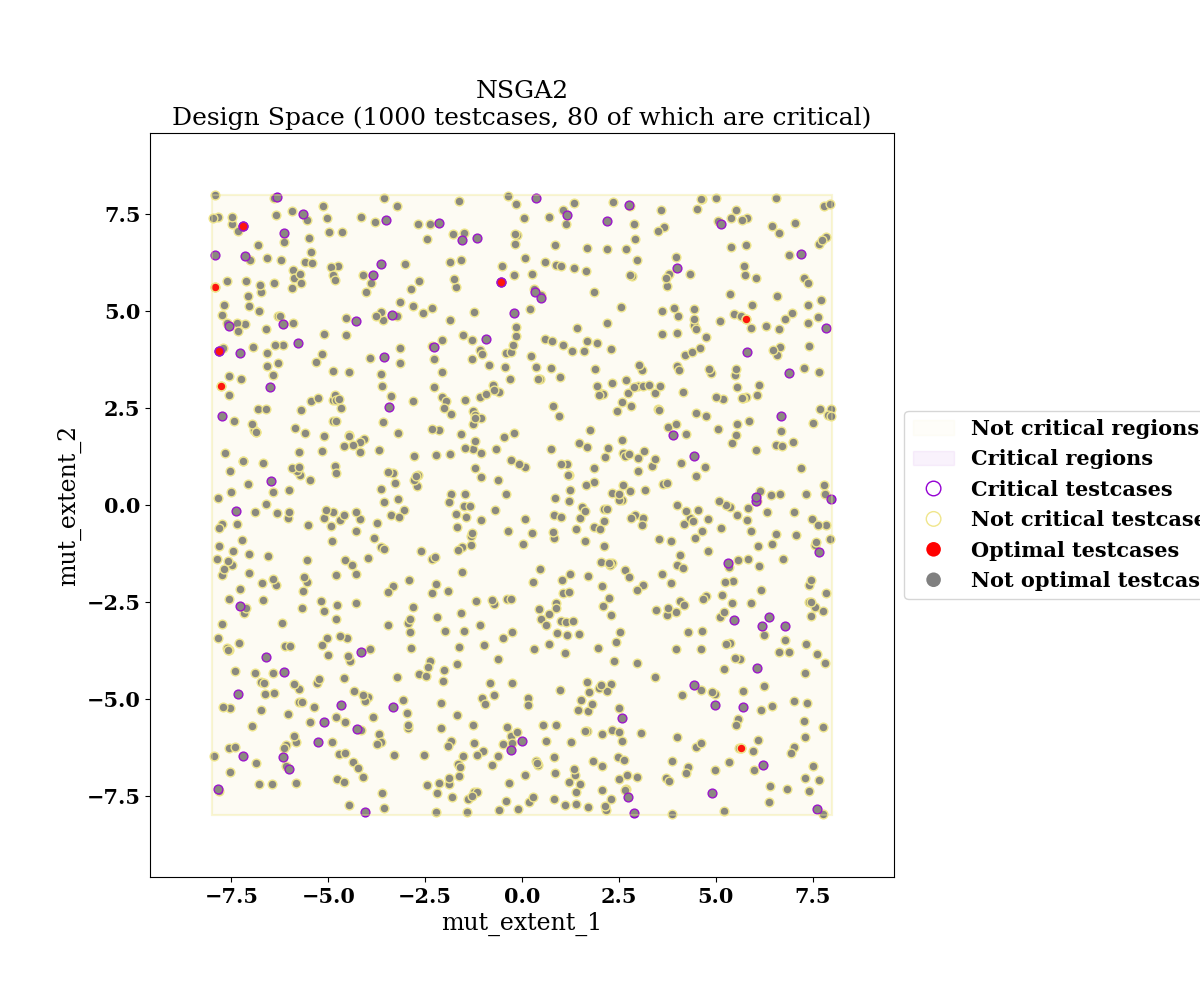 NSGA2
Design Space (1000 testcases, 80 of which are critical)
7.5
5.0
2.5
0.0
−2.5
−5.0
−7.5
mut_extent_2
−7.5 −5.0 −2.5 0.0 2.5 5.0 7.5
mut_extent_1
Not critical regions
Critical regions
Critical testcases
Not critical testcase
Optimal testcases
Not optimal testcas